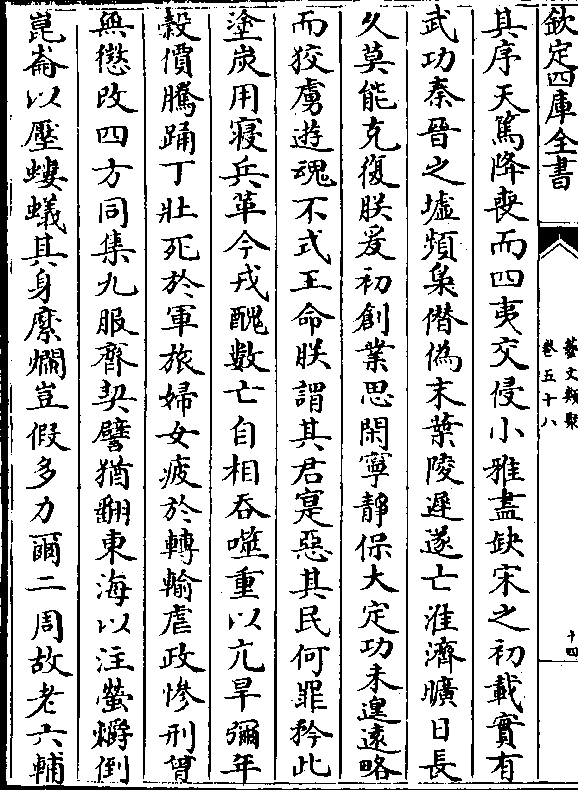 欽定四庫全書
藝文類聚
卷五十八
十四
其序天篤降喪而四夷交侵小雅盡缺宋之初載實有
武功秦晉之墟頻梟僭偽末葉陵遲遂亡淮濟曠日長
久莫能克復朕爰初創業思閑寧靜保大定功未遑遠略
而狡虜遊魂不式王命朕謂其君寔惡其民何罪矜此
塗炭用寢兵革今戎醜數亡自相吞噬重以亢旱彌年
穀價騰踊丁壯死於軍旅婦女疲於轉輸虐政慘刑曾
無懲改四方同集九服齊契譬猶翻東海以注螢爝倒
崑崙以壓螻蟻其身糜爛豈假多力爾二周故老六輔